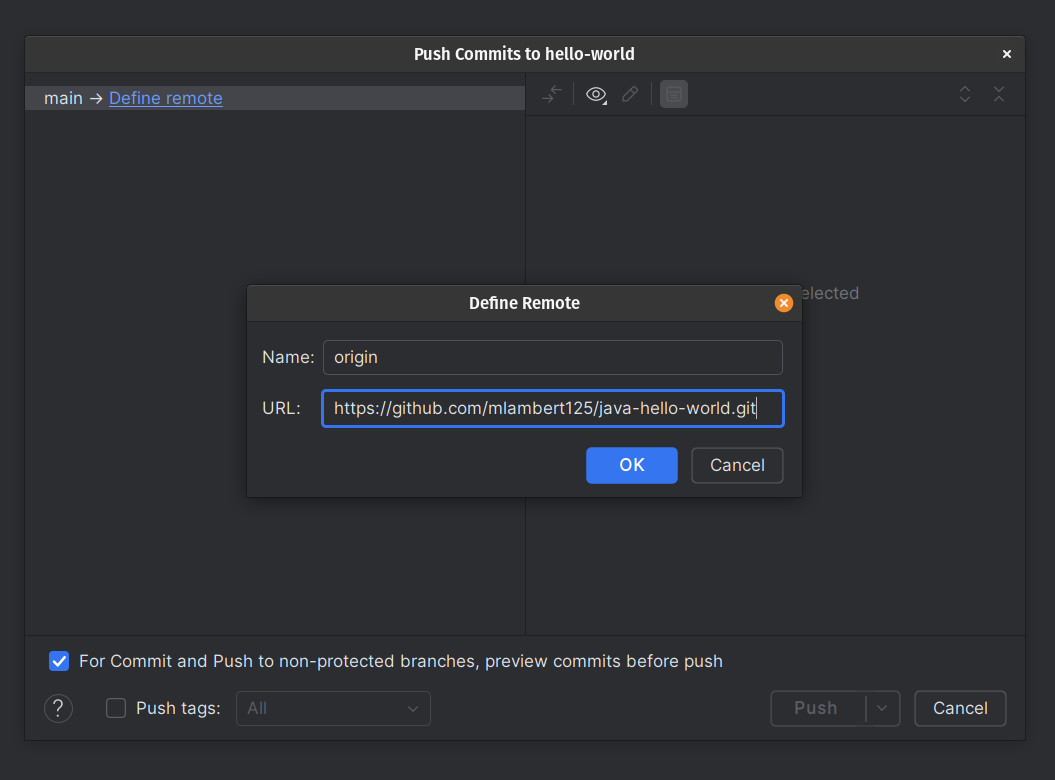 Push Commits to hello-world
main → Define remote
elected
Define Remote
Name: origin
URL: https://github.com/mlambert125/java-hello-world.git
OK Cancel
For Commit and Push to non-protected branches, preview commits before push
? Push tags: All Push Cancel